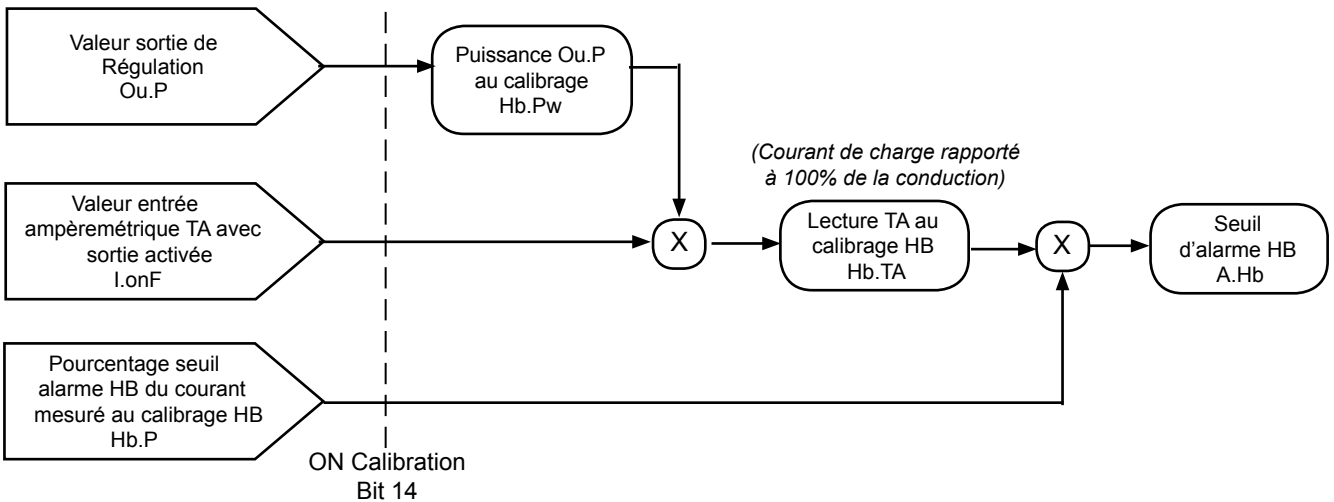 Valeur sortie de
Régulation
Ou.P
Puissance Ou.P
au calibrage
Hb.Pw
(Courant de charge rapporté
à 100% de la conduction)
Valeur entrée
ampèremétrique TA avec
sortie activée
I.onF
X
Lecture TA au
calibrage HB
Hb.TA
X
Seuil
d'alarme HB
A.Hb
Pourcentage seuil
alarme HB du courant
mesuré au calibrage HB
Hb.P
ON Calibration
Bit 14